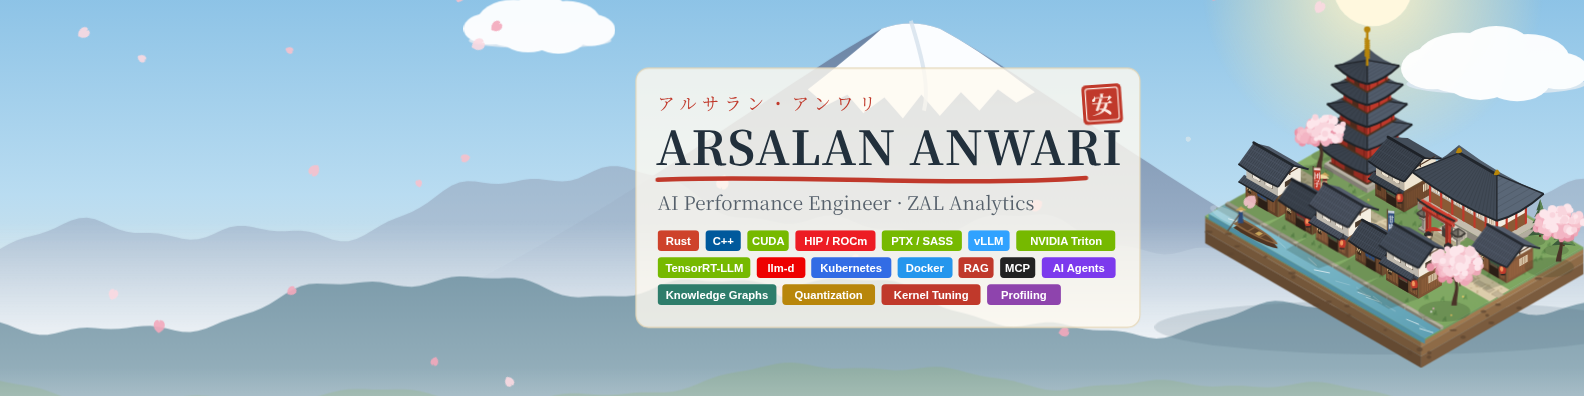 アルサラン・アンワリ
安
ARSALAN ANWARI
AI Performance Engineer · ZAL Analytics
Rust C++ CUDA HIP / ROCm PTX / SASS vLLM NVIDIA Triton
TensorRT-LLM llm-d Kubernetes Docker RAG MCP AI Agents
Knowledge Graphs Quantization Kernel Tuning Profiling